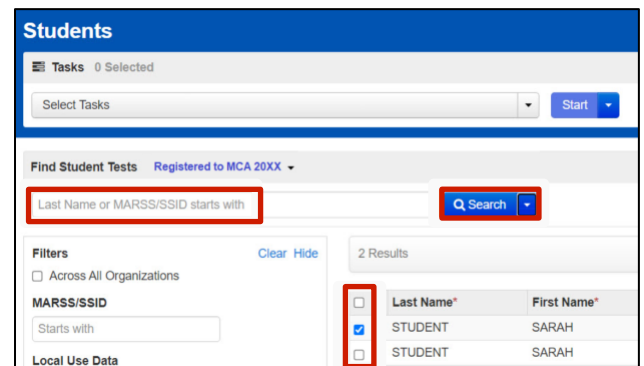 Students
Tasks 0 Selected
Select Tasks
Start
Find Student Tests Registered to MCA 20XX
Last Name or MARSS/SSID starts with
Search
Filters Clear Hide
2 Results
Across All Organizations
MARSS/SSID
Last Name* First Name*
Starts with
STUDENT SARAH
STUDENT SARAH
Local Use Data